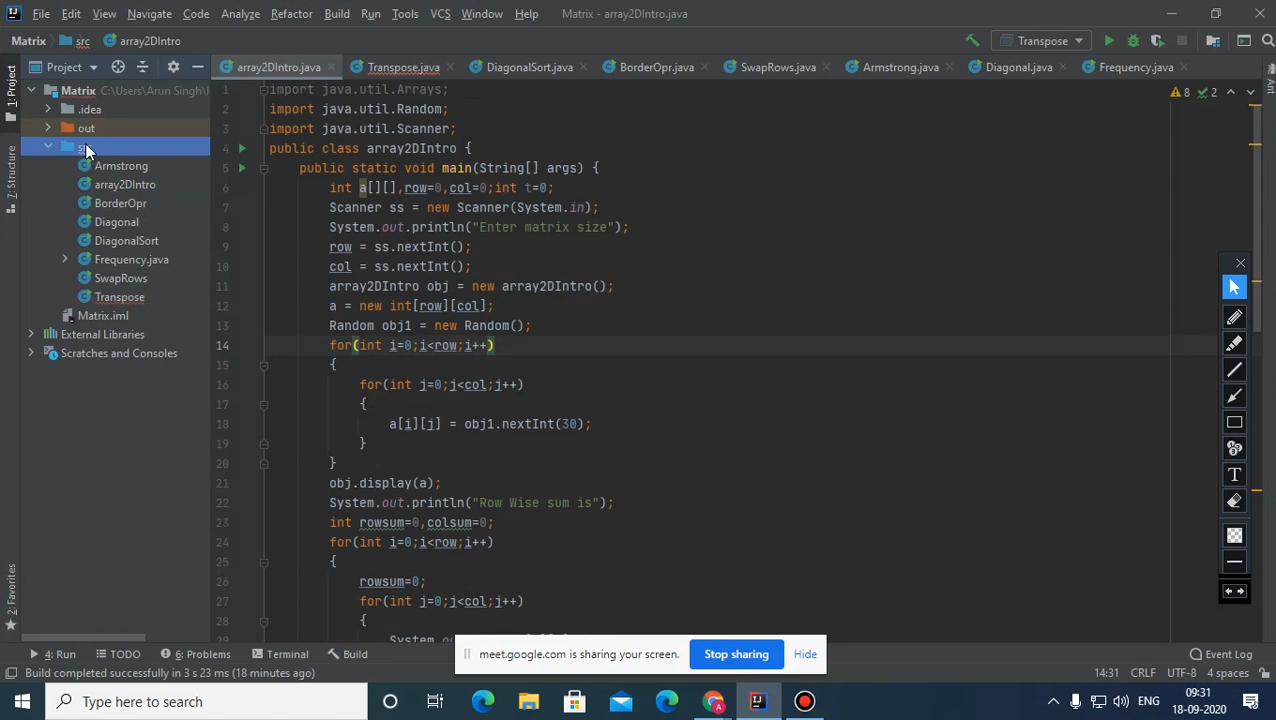 File Edit View Navigate Code Analyze Refactor Build Run Tools VCS Window Help Matrix - array2DIntro.java
Matrix src array2DIntro Transpose
Project array2DIntro.java Transpose.java DiagonalSort.java BorderOpr.java SwapRows.java Armstrong.java Diagonal.java Frequency.java
1: Project
Z: Structure
2: Favorites
Ant
Matrix C:\Users\Arun Singh\
.idea
out
Armstrong
array2DIntro
BorderOpr
Diagonal
DiagonalSort
Frequency.java
SwapRows
Transpose
Matrix.iml
External Libraries
Scratches and Consoles
8 2
1 import java.util.Arrays;
2 import java.util.Random;
3 import java.util.Scanner;
4 public class array2DIntro {
5 public static void main(String[] args) {
6 int a[][],row=0,col=0;int t=0;
7 Scanner ss = new Scanner(System.in);
8 System.out.println("Enter matrix size");
9 row = ss.nextInt();
10 col = ss.nextInt();
11 array2DIntro obj = new array2DIntro();
12 a = new int[row][col];
13 Random obj1 = new Random();
14 for(int i=0;i<row;i++)
15 {
16 for(int j=0;j<col;j++)
17 {
18 a[i][j] = obj1.nextInt(30);
19 }
20 }
21 obj.display(a);
22 System.out.println("Row Wise sum is");
23 int rowsum=0,colsum=0;
24 for(int i=0;i<row;i++)
25 {
26 rowsum=0;
27 for(int j=0;j<col;j++)
28 {
29
meet.google.com is sharing your screen. Stop sharing Hide
4: Run TODO 6: Problems Terminal Build Event Log
Build completed successfully in 3 s 23 ms (18 minutes ago) 14:31 CRLF UTF-8 4 spaces
Type here to search
ENG
09:31
18-09-2020